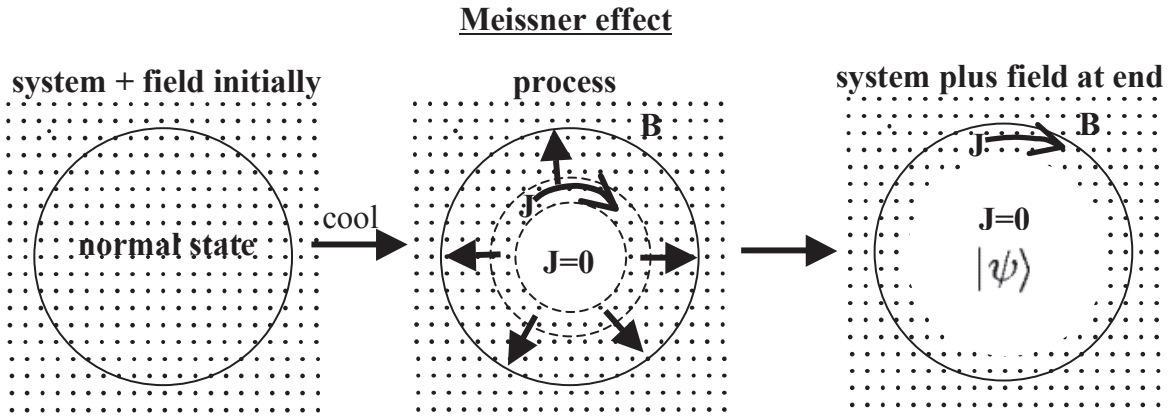 Meissner effect
system + field initially
process
system plus field at end
B
J
B
J
normal state
cool
J=0
J=0
|ψ⟩